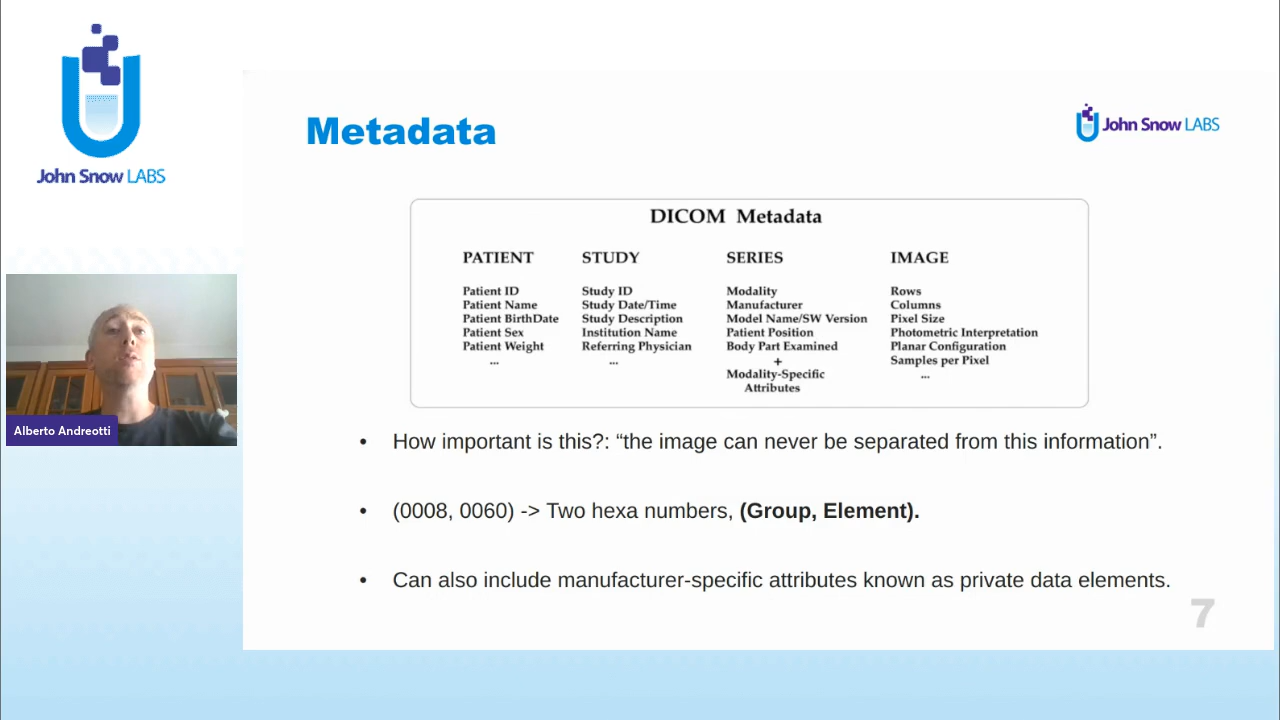 John Snow LABS
Metadata
John Snow LABS
DICOM Metadata
PATIENT
Patient ID
Patient Name
Patient BirthDate
Patient Sex
Patient Weight
...
STUDY
Study ID
Study Date/Time
Study Description
Institution Name
Referring Physician
...
SERIES
Modality
Manufacturer
Model Name/SW Version
Patient Position
Body Part Examined
+
Modality-Specific
Attributes
IMAGE
Rows
Columns
Pixel Size
Photometric Interpretation
Planar Configuration
Samples per Pixel
...
Alberto Andreotti
• How important is this?: “the image can never be separated from this information”.
• (0008, 0060) -> Two hexa numbers, (Group, Element).
• Can also include manufacturer-specific attributes known as private data elements.
7